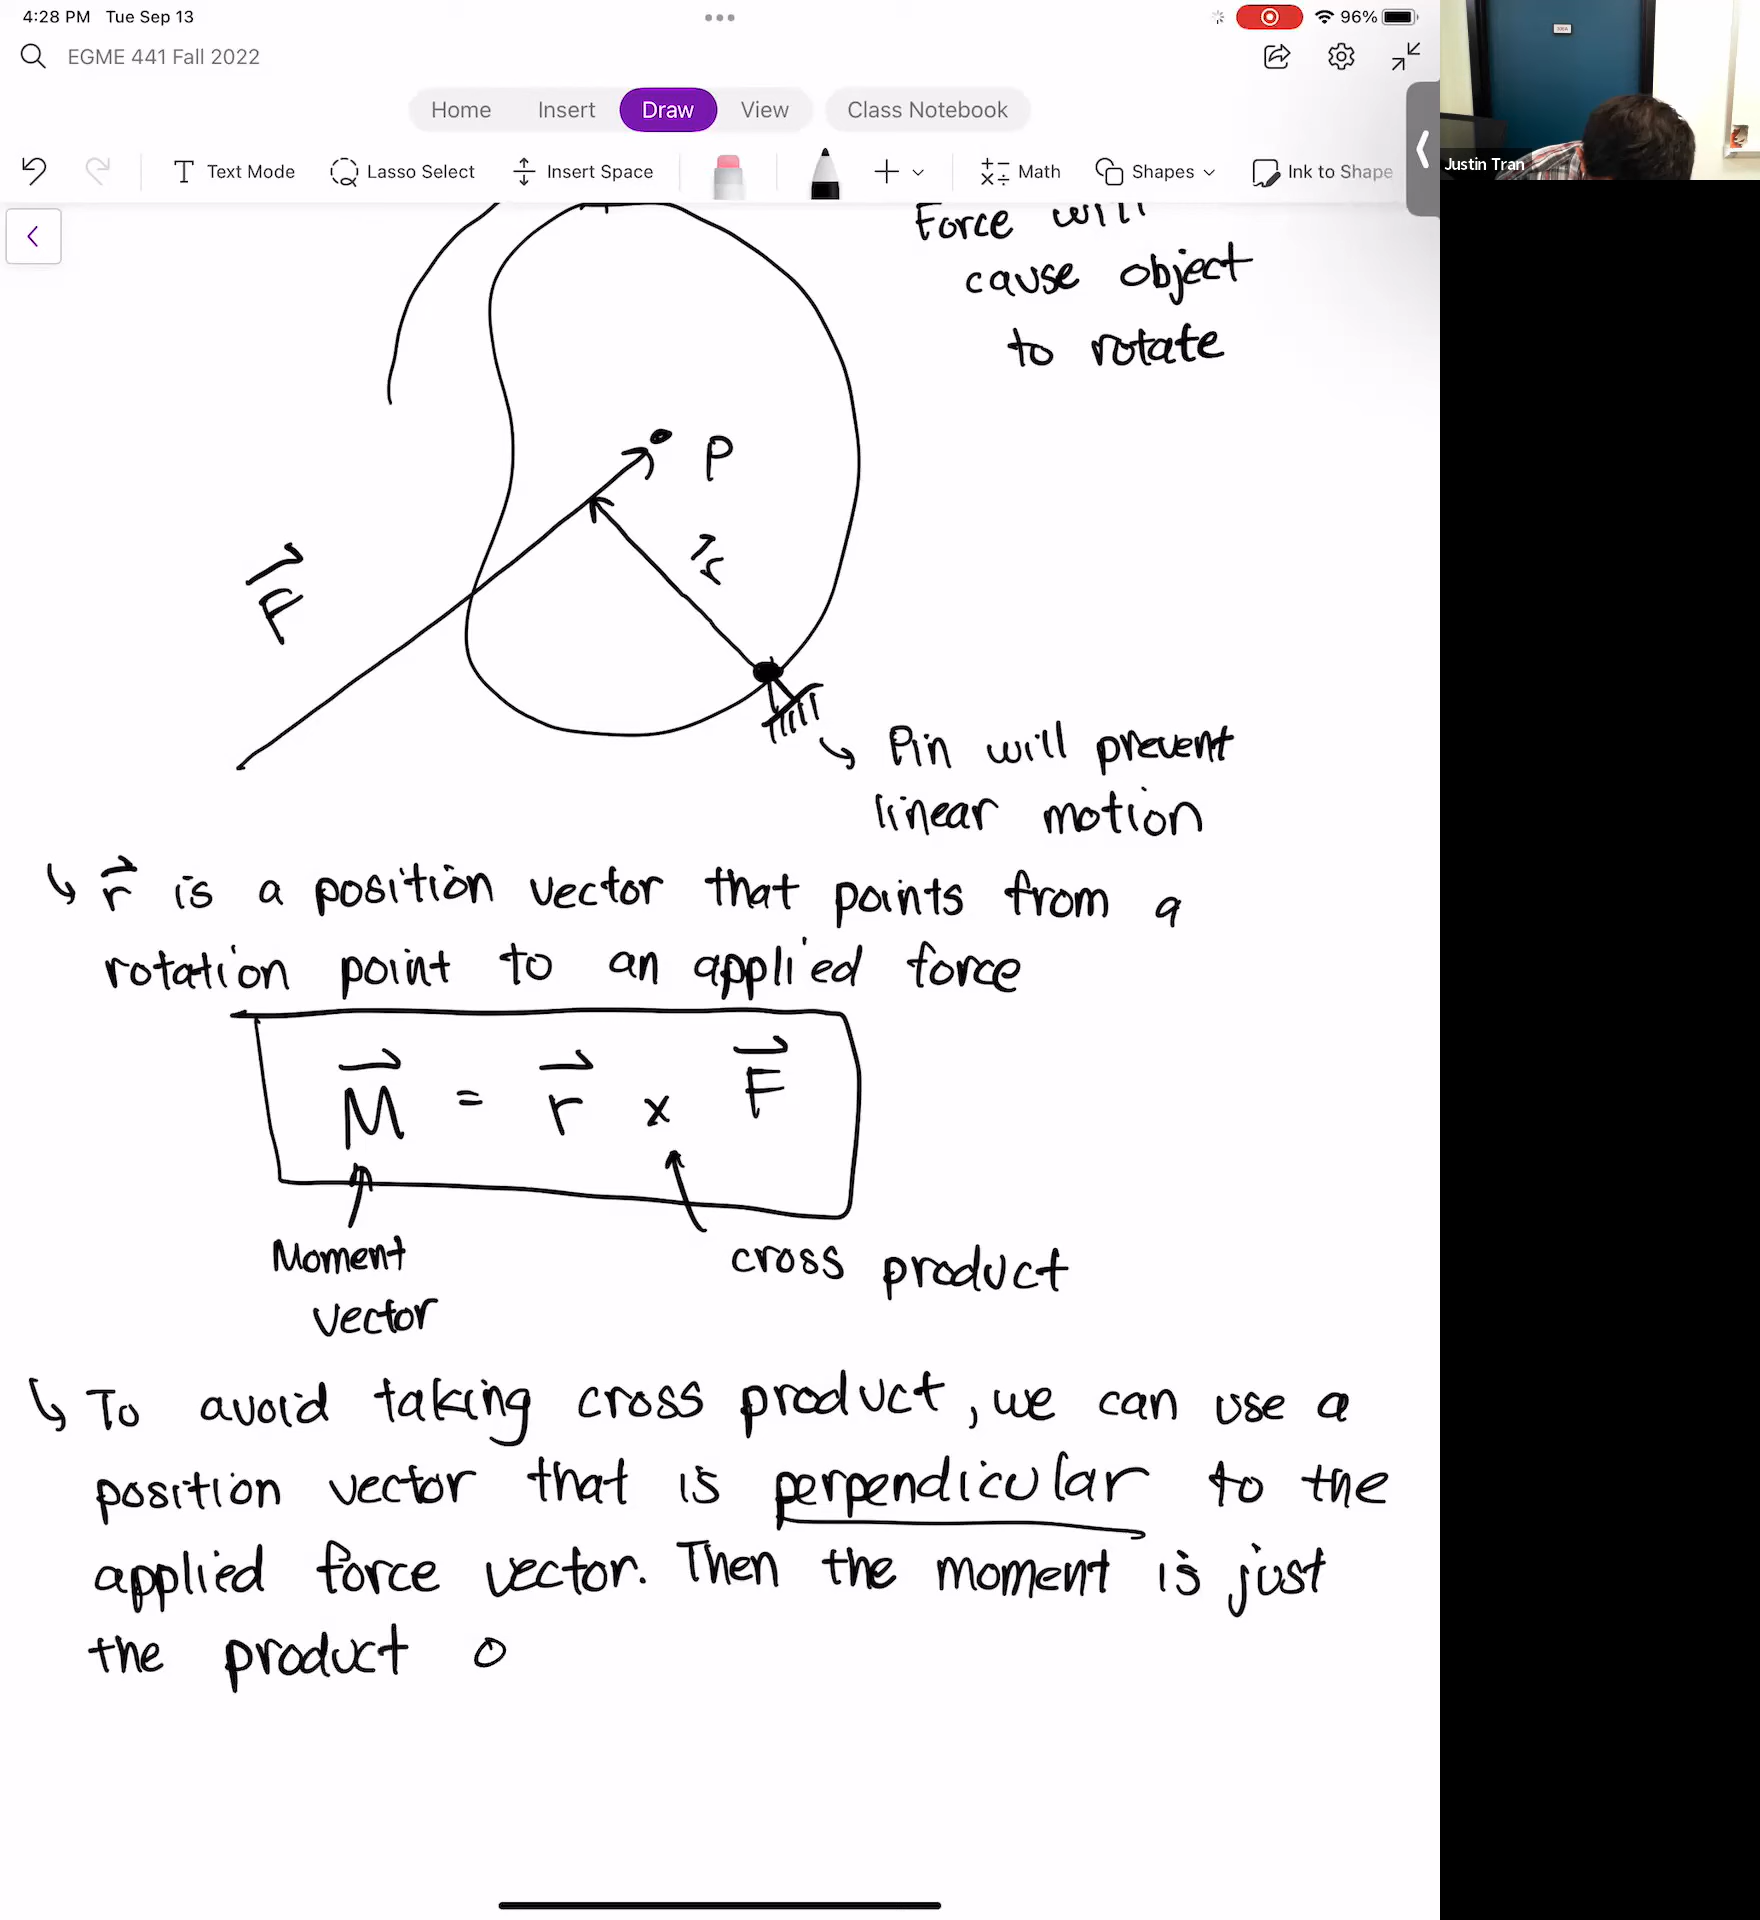 4:28 PM Tue Sep 13
96%
EGME 441 Fall 2022
Home Insert Draw View Class Notebook
Text Mode Lasso Select Insert Space Math Shapes Ink to Shape
Justin Tran
Force will
cause object
to rotate
P
r
F
Pin will prevent
linear motion
r is a position vector that points from a
rotation point to an applied force
M = r x F
Moment
vector
cross product
To avoid taking cross product, we can use a
position vector that is perpendicular to the
applied force vector. Then the moment is just
the product o